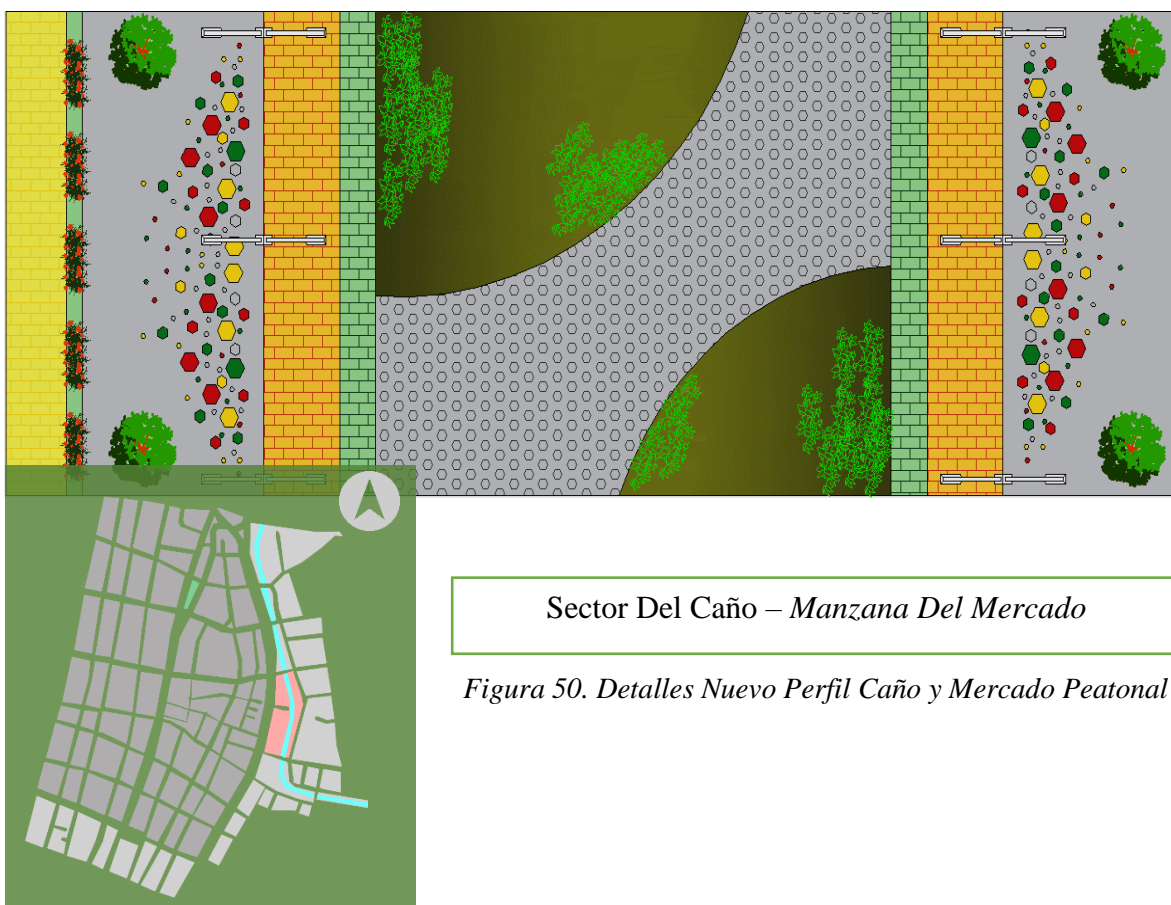 Sector Del Caño – Manzana Del Mercado
Figura 50. Detalles Nuevo Perfil Caño y Mercado Peatonal